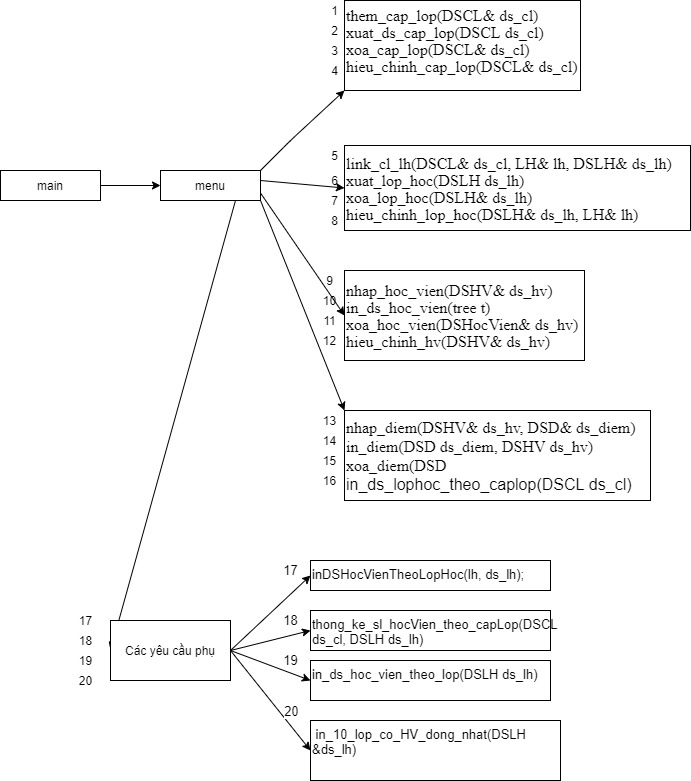 1 them_cap_lop(DSCL& ds_cl)
2 xuat_ds_cap_lop(DSCL ds_cl)
3 xoa_cap_lop(DSCL& ds_cl)
4 hieu_chinh_cap_lop(DSCL& ds_cl)
main
menu
5 link_cl_lh(DSCL& ds_cl, LH& lh, DSLH& ds_lh)
6 xuat_lop_hoc(DSLH ds_lh)
7 xoa_lop_hoc(DSLH& ds_lh)
8 hieu_chinh_lop_hoc(DSLH& ds_lh, LH& lh)
9 nhap_hoc_vien(DSHV& ds_hv)
10 in_ds_hoc_vien(tree t)
11 xoa_hoc_vien(DSHocVien& ds_hv)
12 hieu_chinh_hv(DSHV& ds_hv)
13 nhap_diem(DSHV& ds_hv, DSD& ds_diem)
14 in_diem(DSD ds_diem, DSHV ds_hv)
15 xoa_diem(DSD
16 in_ds_lophoc_theo_caplop(DSCL ds_cl)
17
18
19
20
Các yêu cầu phụ
17 inDSHocVienTheoLopHoc(lh, ds_lh);
18 thong_ke_sl_hocVien_theo_capLop(DSCL
ds_cl, DSLH ds_lh)
19 in_ds_hoc_vien_theo_lop(DSLH ds_lh)
20 in_10_lop_co_HV_dong_nhat(DSLH
&ds_lh)